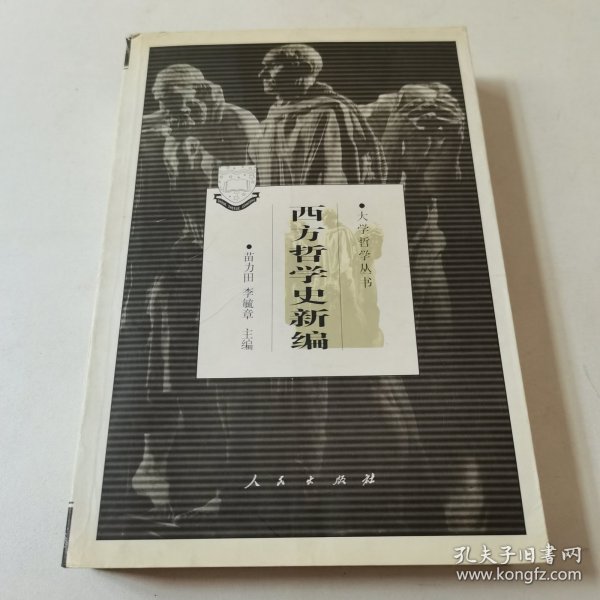 大学哲学丛书
西方哲学史新编
苗力田 李毓章 主编
人民出版社
孔夫子旧书网
www.kongfz.com